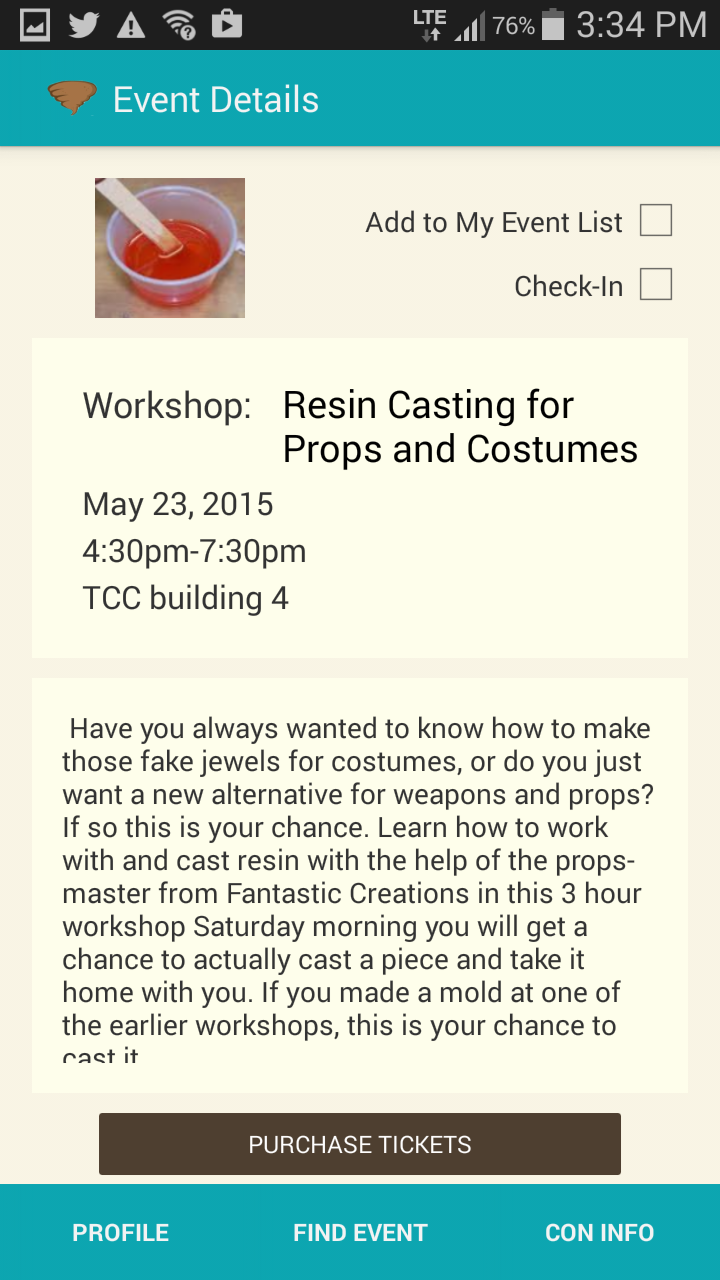 LTE 76% 3:34 PM
Event Details
Add to My Event List
Check-In
Workshop: Resin Casting for
Props and Costumes
May 23, 2015
4:30pm-7:30pm
TCC building 4
Have you always wanted to know how to make
those fake jewels for costumes, or do you just
want a new alternative for weapons and props?
If so this is your chance. Learn how to work
with and cast resin with the help of the props-
master from Fantastic Creations in this 3 hour
workshop Saturday morning you will get a
chance to actually cast a piece and take it
home with you. If you made a mold at one of
the earlier workshops, this is your chance to
cast it
PURCHASE TICKETS
PROFILE FIND EVENT CON INFO